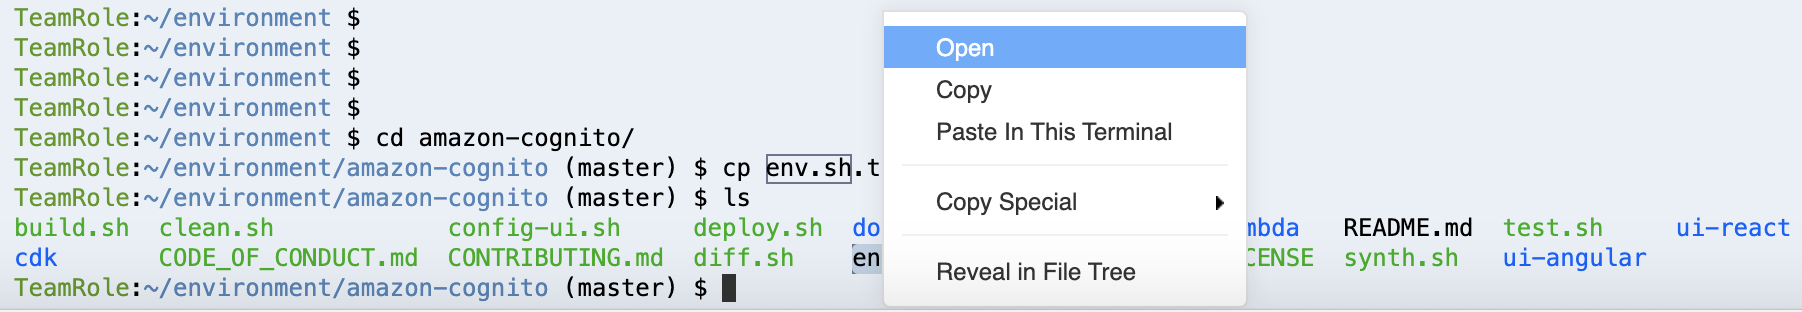 TeamRole:~/environment $
TeamRole:~/environment $
TeamRole:~/environment $
TeamRole:~/environment $
TeamRole:~/environment $ cd amazon-cognito/
TeamRole:~/environment/amazon-cognito (master) $ cp env.sh.t
TeamRole:~/environment/amazon-cognito (master) $ ls
build.sh clean.sh config-ui.sh deploy.sh do mbda README.md test.sh ui-react
cdk CODE_OF_CONDUCT.md CONTRIBUTING.md diff.sh en CENSE synth.sh ui-angular
TeamRole:~/environment/amazon-cognito (master) $
Open
Copy
Paste In This Terminal
Copy Special
Reveal in File Tree